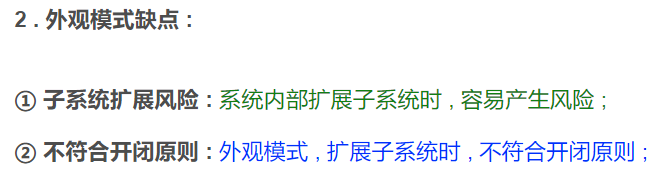 2 . 外观模式缺点 :
① 子系统扩展风险 : 系统内部扩展子系统时 , 容易产生风险 ;
② 不符合开闭原则 : 外观模式 , 扩展子系统时 , 不符合开闭原则 ;